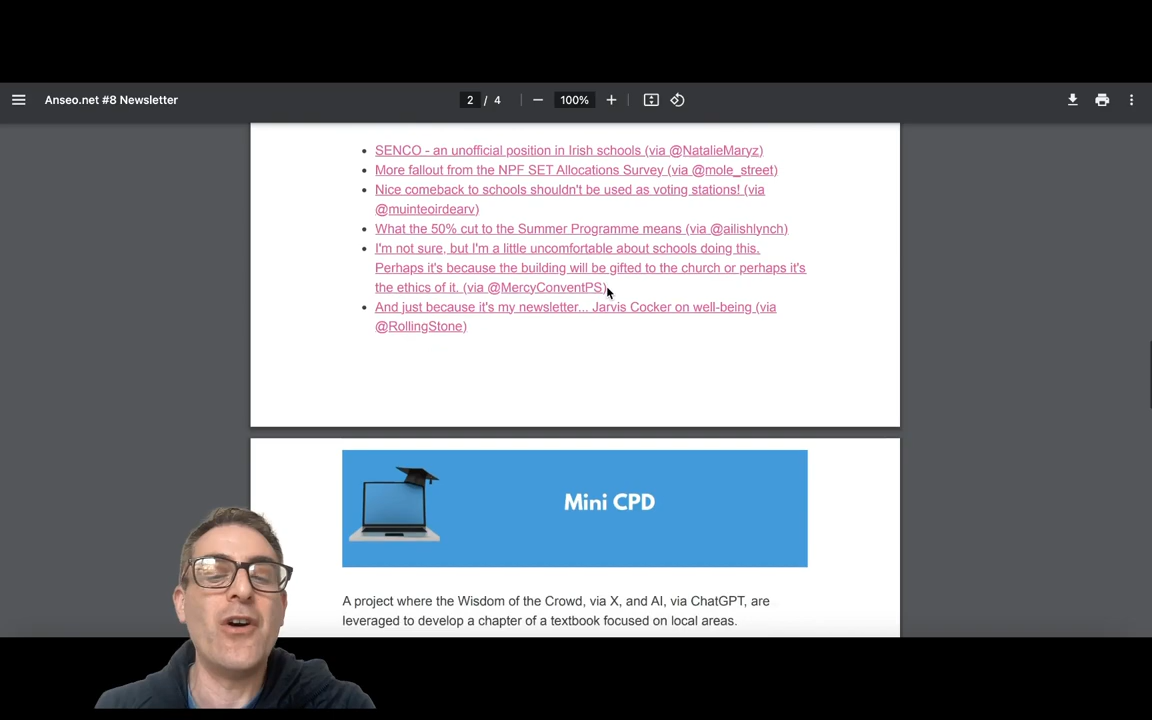 Anseo.net #8 Newsletter
2 / 4
100%
SENCO - an unofficial position in Irish schools (via @NatalieMaryz)
More fallout from the NPF SET Allocations Survey (via @mole_street)
Nice comeback to schools shouldn't be used as voting stations! (via
@muinteoirdearv)
What the 50% cut to the Summer Programme means (via @ailishlynch)
I'm not sure, but I'm a little uncomfortable about schools doing this.
Perhaps it's because the building will be gifted to the church or perhaps it's
the ethics of it. (via @MercyConventPS)
And just because it's my newsletter... Jarvis Cocker on well-being (via
@RollingStone)
Mini CPD
A project where the Wisdom of the Crowd, via X, and AI, via ChatGPT, are
leveraged to develop a chapter of a textbook focused on local areas.